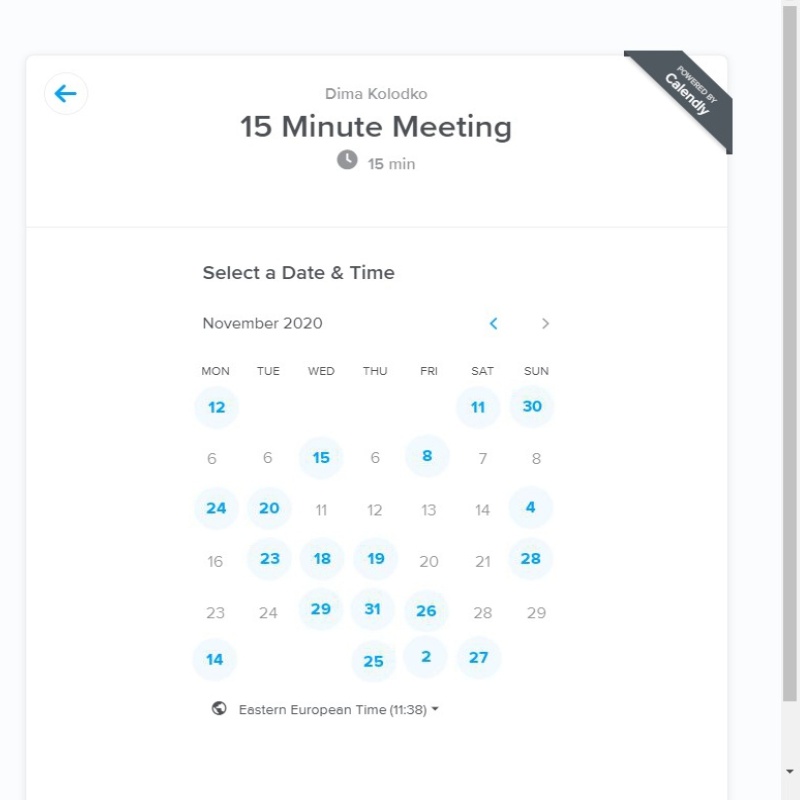 POWERED BY
Calendly
Dima Kolodko
15 Minute Meeting
15 min
Select a Date & Time
November 2020
MON TUE WED THU FRI SAT SUN
12 11 30
6 6 15 6 8 7 8
24 20 11 12 13 14 4
16 23 18 19 20 21 28
23 24 29 31 26 28 29
14 25 2 27
Eastern European Time (11:38)